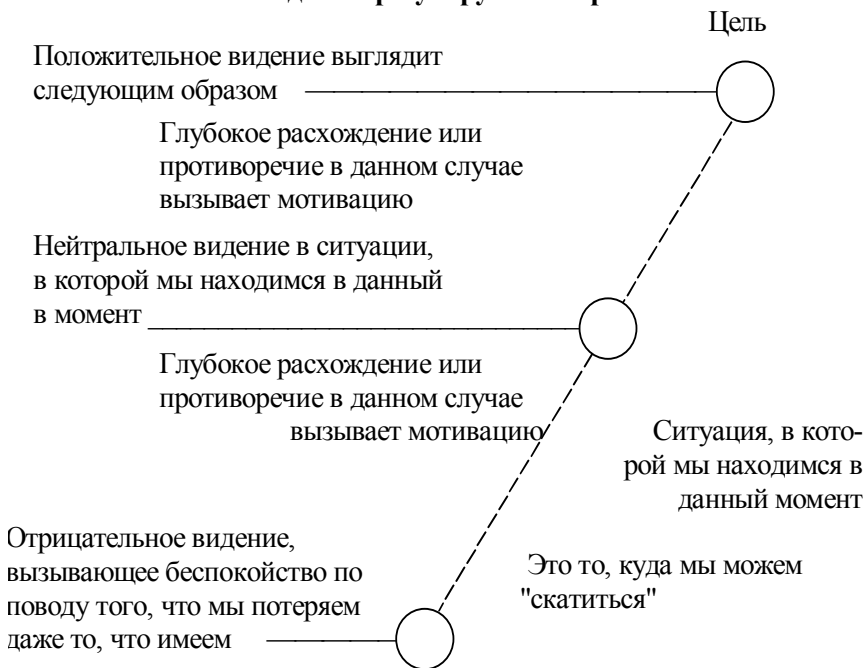 Цель
Положительное видение выглядит
следующим образом
Глубокое расхождение или
противоречие в данном случае
вызывает мотивацию
Нейтральное видение в ситуации,
в которой мы находимся в данный
в момент
Глубокое расхождение или
противоречие в данном случае
вызывает мотивацию
Ситуация, в кото-
рой мы находимся в
данный момент
Отрицательное видение,
вызывающее беспокойство по
поводу того, что мы потеряем
даже то, что имеем
Это то, куда мы можем
"скатиться"